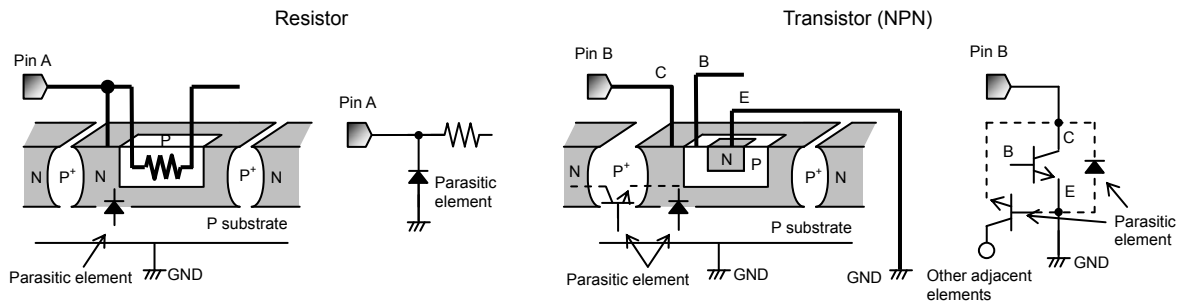 Resistor
Pin A
P
N
P+
N
P+
N
P substrate
Parasitic element
GND
Pin A
Parasitic
element
Transistor (NPN)
Pin B
B
C
E
N
P+
N
N
P
P+
N
P substrate
Parasitic element
GND
GND
Pin B
C
B
E
Parasitic
element
GND
Other adjacent
elements